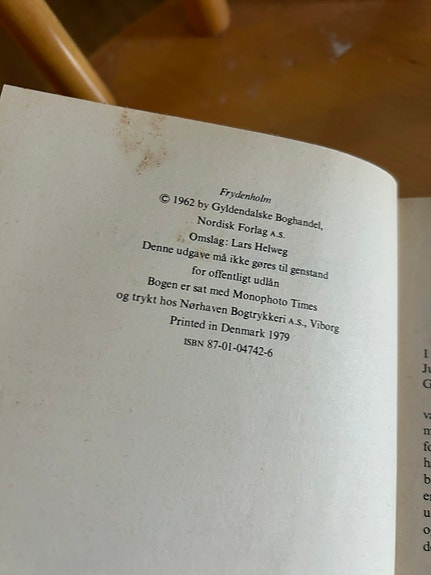 Frydenholm
© 1962 by Gyldendalske Boghandel,
Nordisk Forlag A.S.
Omslag: Lars Helweg
Denne udgave må ikke gøres til genstand
for offentligt udlån
Bogen er sat med Monophoto Times
og trykt hos Nørhaven Bogtrykkeri A.S., Viborg
Printed in Denmark 1979
ISBN 87-01-04742-6